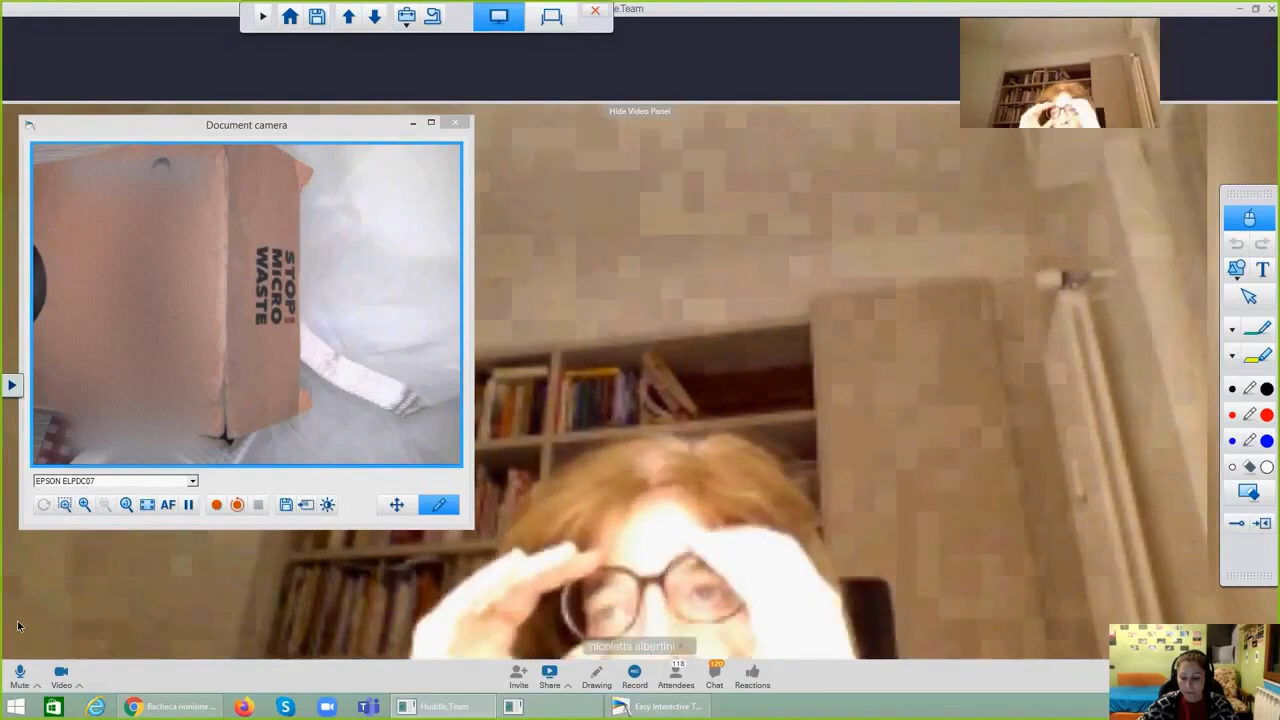 .Team
Hide Video Panel
Document camera
STOP!
MICRO
WASTE
EPSON ELPDC07
AF
T
nicoletta albertini
Mute
Video
Invite
Share
Drawing
REC
Record
118
Attendees
120
Chat
Reactions
Bacheca riunione ...
Huddle.Team
Easy Interactive T...